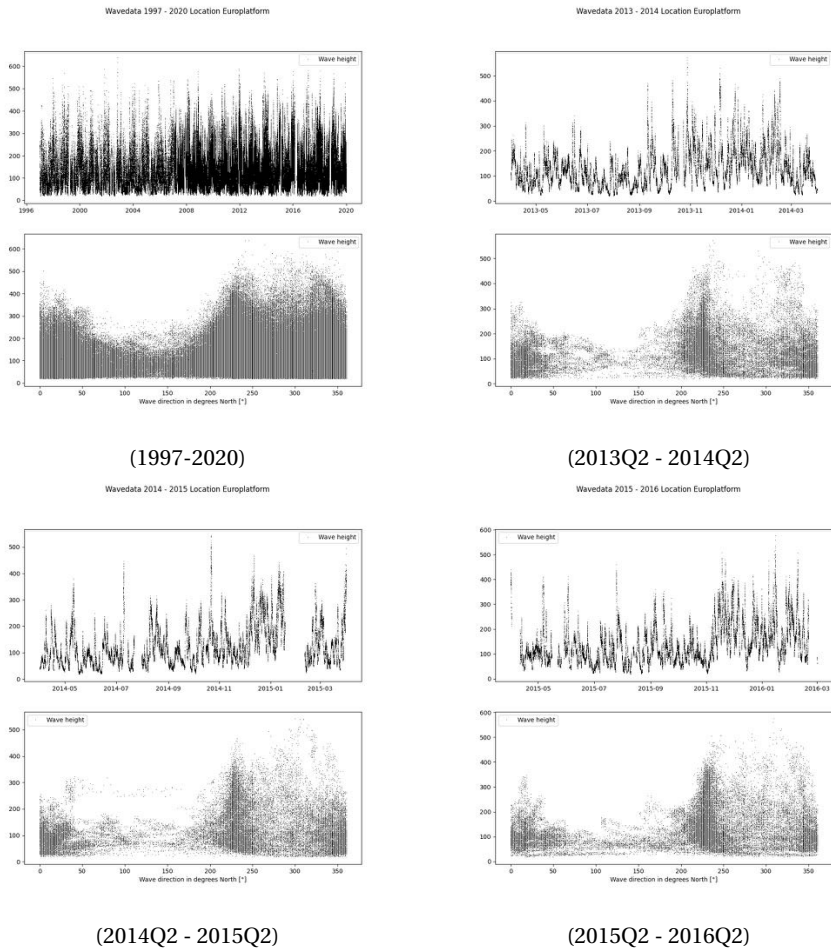 Wavedata 1997 - 2020 Location Europlatform
Wave height
600
500
400
300
200
100
0
1996 2000 2004 2008 2012 2016 2020
Wave height
600
500
400
300
200
100
0
0 50 100 150 200 250 300 350
Wave direction in degrees North [°]
(1997-2020)
Wavedata 2013 - 2014 Location Europlatform
Wave height
500
400
300
200
100
0
2013-05 2013-07 2013-09 2013-11 2014-01 2014-03
Wave height
500
400
300
200
100
0
0 50 100 150 200 250 300 350
Wave direction in degrees North [°]
(2013Q2 - 2014Q2)
Wavedata 2014 - 2015 Location Europlatform
Wave height
500
400
300
200
100
0
2014-05 2014-07 2014-09 2014-11 2015-01 2015-03
Wave height
500
400
300
200
100
0
0 50 100 150 200 250 300 350
Wave direction in degrees North [°]
(2014Q2 - 2015Q2)
Wavedata 2015 - 2016 Location Europlatform
Wave height
600
500
400
300
200
100
0
2015-05 2015-07 2015-09 2015-11 2016-01 2016-03
Wave height
600
500
400
300
200
100
0
0 50 100 150 200 250 300 350
Wave direction in degrees North [°]
(2015Q2 - 2016Q2)